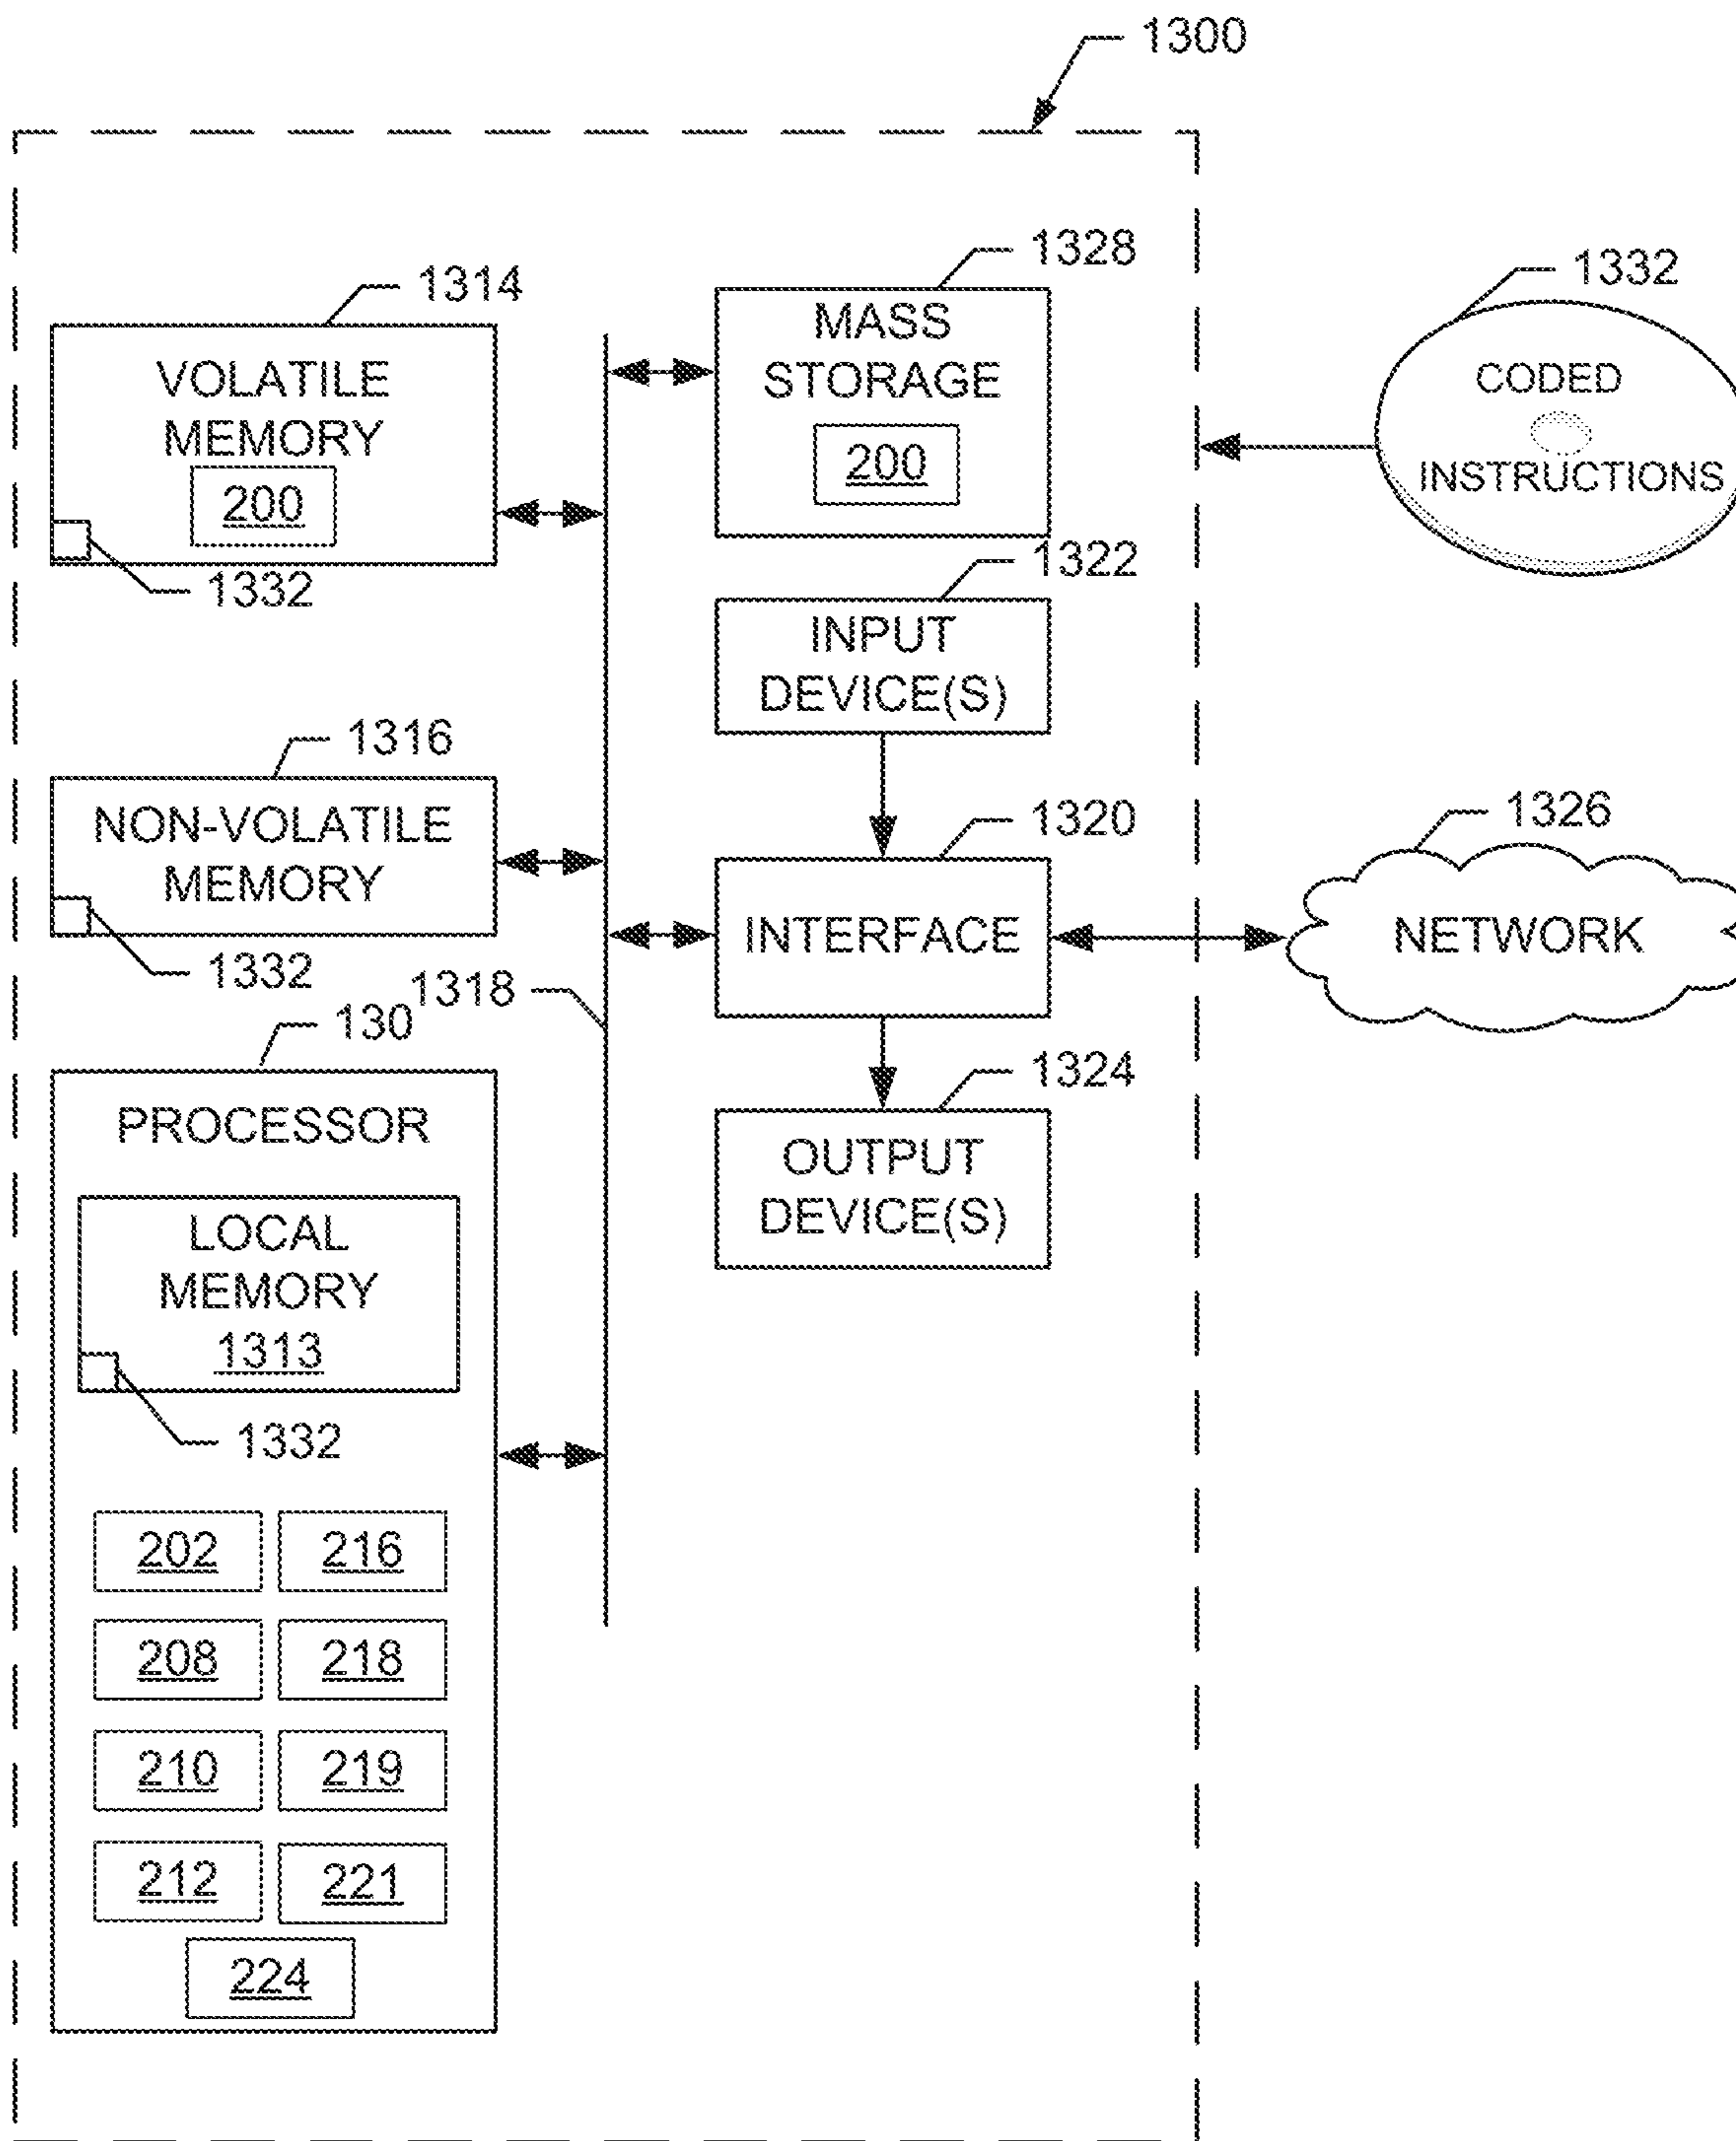 1300
1328
1332
1314
MASS
STORAGE
200
CODED
INSTRUCTIONS
VOLATILE
MEMORY
200
1332
1322
INPUT
DEVICE(S)
1316
NON-VOLATILE
MEMORY
1332
1320
INTERFACE
1326
NETWORK
1318
130
PROCESSOR
1324
OUTPUT
DEVICE(S)
LOCAL
MEMORY
1313
1332
202 216
208 218
210 219
212 221
224